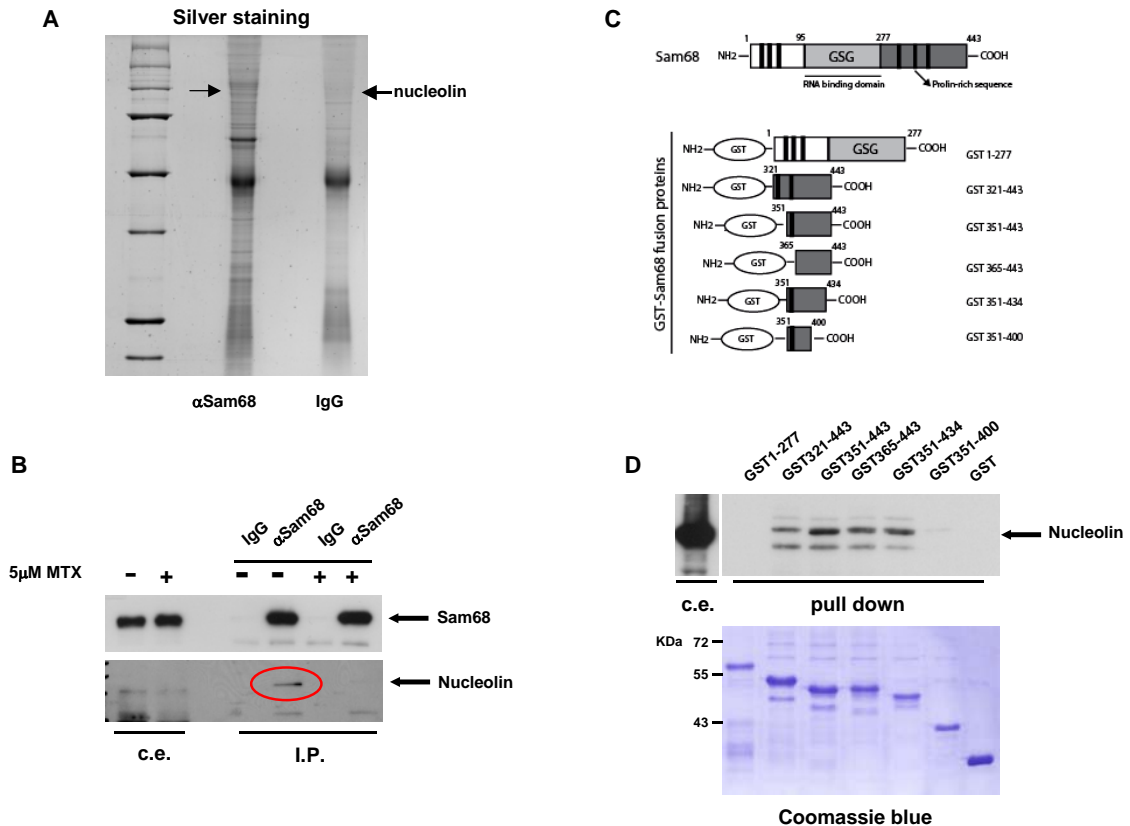 A
Silver staining
nucleolin
αSam68 IgG
B
IgG αSam68 IgG αSam68
5µM MTX - + - - + +
Sam68
Nucleolin
c.e. I.P.
C
1 95 277 443
Sam68 NH2 GSG COOH
RNA binding domain Prolin-rich sequence
GST-Sam68 fusion proteins
1 277
NH2 GST GSG COOH GST 1-277
321 443
NH2 GST COOH GST 321-443
351 443
NH2 GST COOH GST 351-443
365 443
NH2 GST COOH GST 365-443
351 434
NH2 GST COOH GST 351-434
351 400
NH2 GST COOH GST 351-400
D
GST1-277 GST321-443 GST351-443 GST365-443 GST351-434 GST351-400 GST
Nucleolin
c.e. pull down
KDa 72
55
43
Coomassie blue